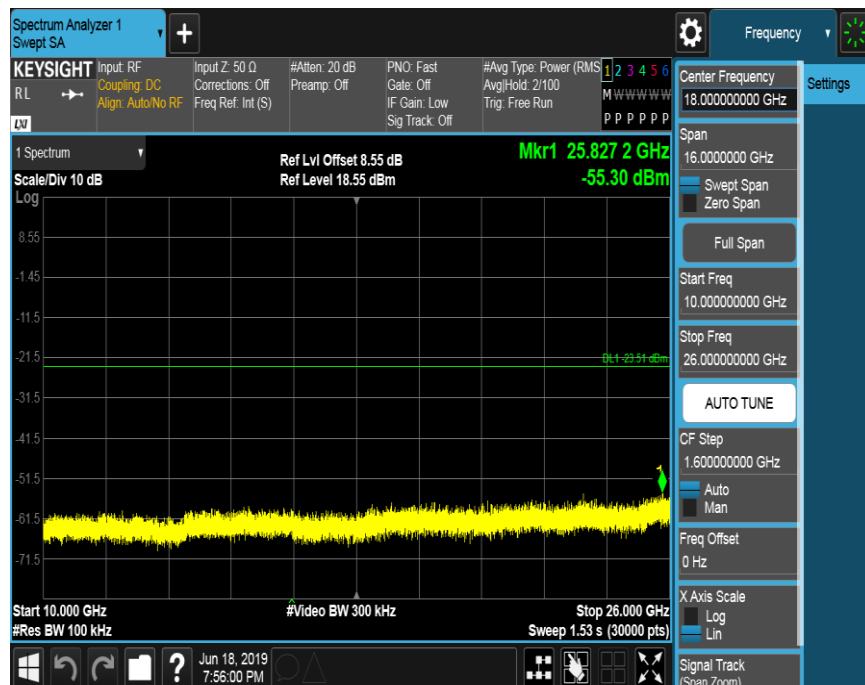 Spectrum Analyzer 1
Swept SA
+
Frequency
KEYSIGHT
RL
LXI
Input: RF
Coupling: DC
Align: Auto/No RF
Input Z: 50 Ω
Corrections: Off
Freq Ref: Int (S)
#Atten: 20 dB
Preamp: Off
PNO: Fast
Gate: Off
IF Gain: Low
Sig Track: Off
#Avg Type: Power (RMS
Avg|Hold: 2/100
Trig: Free Run
1 2 3 4 5 6
M W W W W W
P P P P P P
Settings
Center Frequency
18.000000000 GHz
Span
16.0000000 GHz
Swept Span
Zero Span
Full Span
Start Freq
10.000000000 GHz
Stop Freq
26.000000000 GHz
AUTO TUNE
CF Step
1.600000000 GHz
Auto
Man
Freq Offset
0 Hz
X Axis Scale
Log
Lin
Signal Track
(Span Zoom)
1 Spectrum
Scale/Div 10 dB
Log
Ref Lvl Offset 8.55 dB
Ref Level 18.55 dBm
Mkr1 25.827 2 GHz
-55.30 dBm
8.55
-1.45
-11.5
-21.5
DL1 -23.51 dBm
-31.5
-41.5
-51.5
1
-61.5
-71.5
Start 10.000 GHz
#Res BW 100 kHz
#Video BW 300 kHz
Stop 26.000 GHz
Sweep 1.53 s (30000 pts)
?
Jun 18, 2019
7:56:00 PM